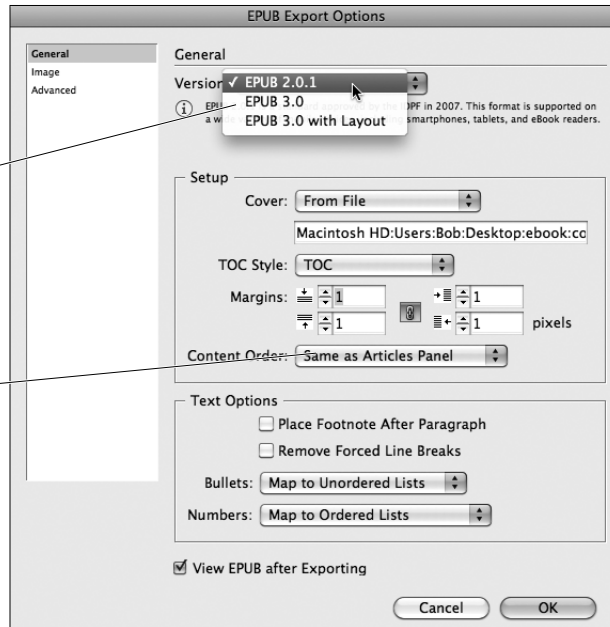 EPUB Export Options
General
Image
Advanced
General
Version
✓ EPUB 2.0.1
EPUB 3.0
EPUB 3.0 with Layout
EPU approved by the IDPF in 2007. This format is supported on
a w smartphones, tablets, and eBook readers.
Setup
Cover: From File
Macintosh HD:Users:Bob:Desktop:ebook:co
TOC Style: TOC
Margins: 1 1
1 1 pixels
Content Order: Same as Articles Panel
Text Options
Place Footnote After Paragraph
Remove Forced Line Breaks
Bullets: Map to Unordered Lists
Numbers: Map to Ordered Lists
View EPUB after Exporting
Cancel OK